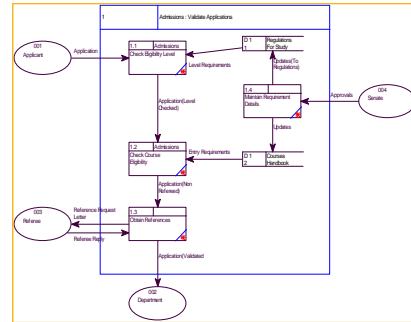 1 Admissions : Validate Applications
001
Applicant
Application
1.1 Admissions
Check Eligibility Level
D 1 Regulations
1 For Study
Level Requirements
Updates(To
Regulations)
1.4
Maintain Requirement
Details
Approvals
004
Senate
Application(Level
Checked)
Updates
1.2 Admissions
Check Course
Eligibility
Entry Requirements
D 1 Courses
2 Handbook
Application(Non
Refereed)
003
Referee
Reference Request
Letter
Referee Reply
1.3
Obtain References
Application(Validated
002
Department